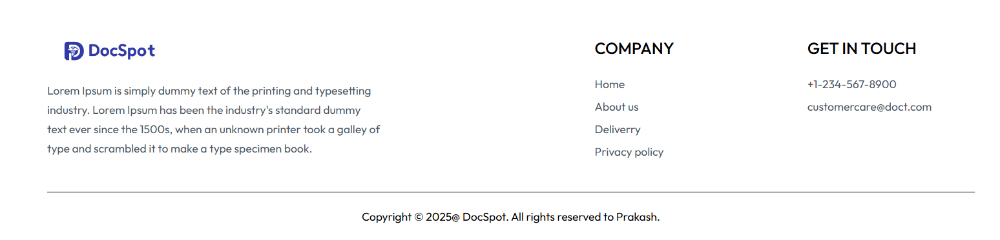 DocSpot
Lorem Ipsum is simply dummy text of the printing and typesetting
industry. Lorem Ipsum has been the industry's standard dummy
text ever since the 1500s, when an unknown printer took a galley of
type and scrambled it to make a type specimen book.
COMPANY
Home
About us
Deliverry
Privacy policy
GET IN TOUCH
+1-234-567-8900
customercare@doct.com
Copyright © 2025@ DocSpot. All rights reserved to Prakash.